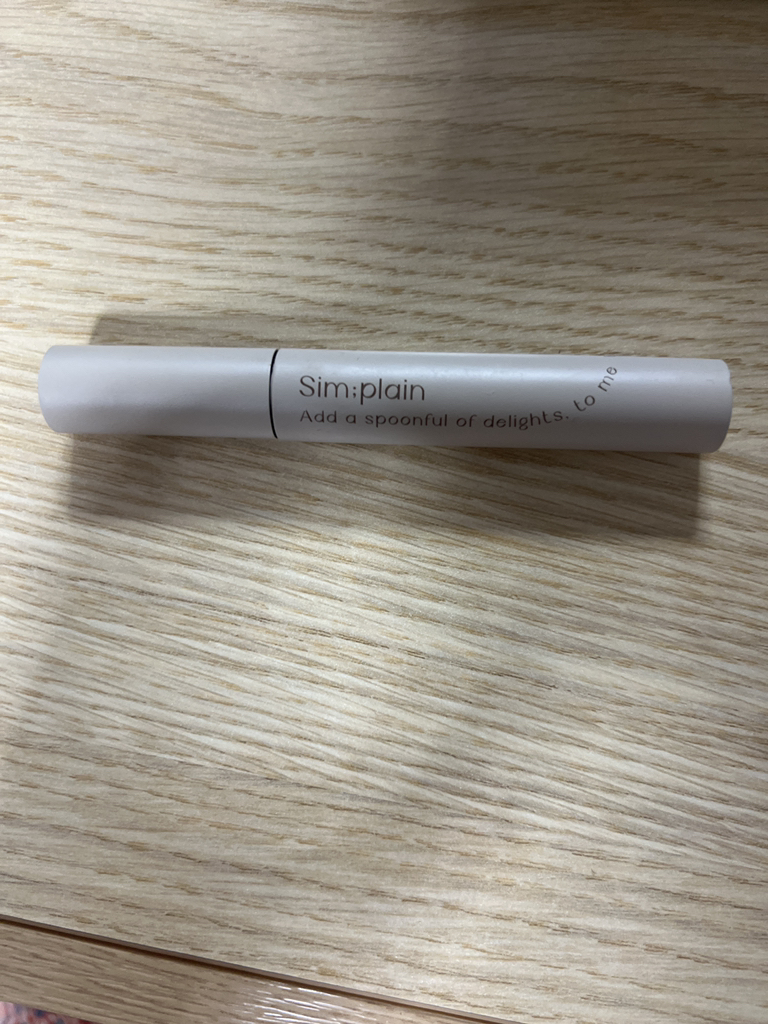 Sim;plain
Add a spoonful of delights. to me